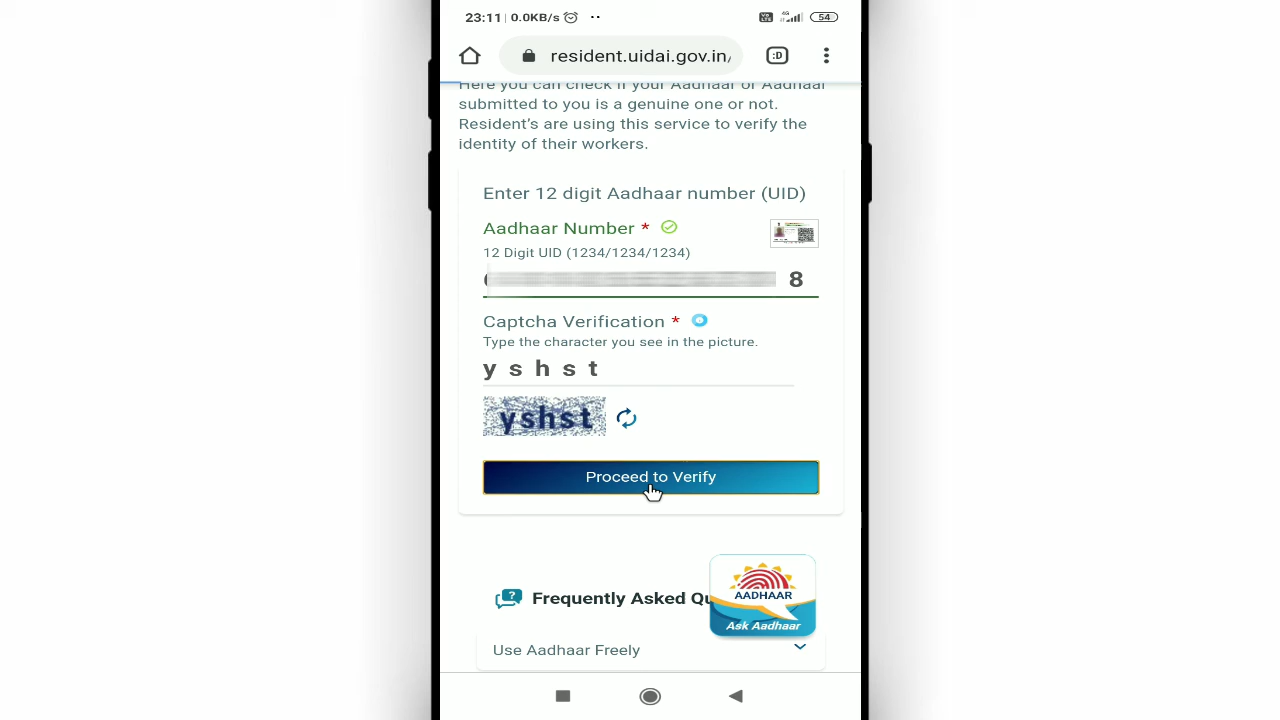 23:11 0.0KB/s 54
resident.uidai.gov.in/
Here you can check if your Aadhaar or Aadhaar
submitted to you is a genuine one or not.
Resident's are using this service to verify the
identity of their workers.
Enter 12 digit Aadhaar number (UID)
Aadhaar Number *
12 Digit UID (1234/1234/1234)
8
Captcha Verification *
Type the character you see in the picture.
y s h s t
yshst
Proceed to Verify
Frequently Asked Qu
AADHAAR
Ask Aadhaar
Use Aadhaar Freely